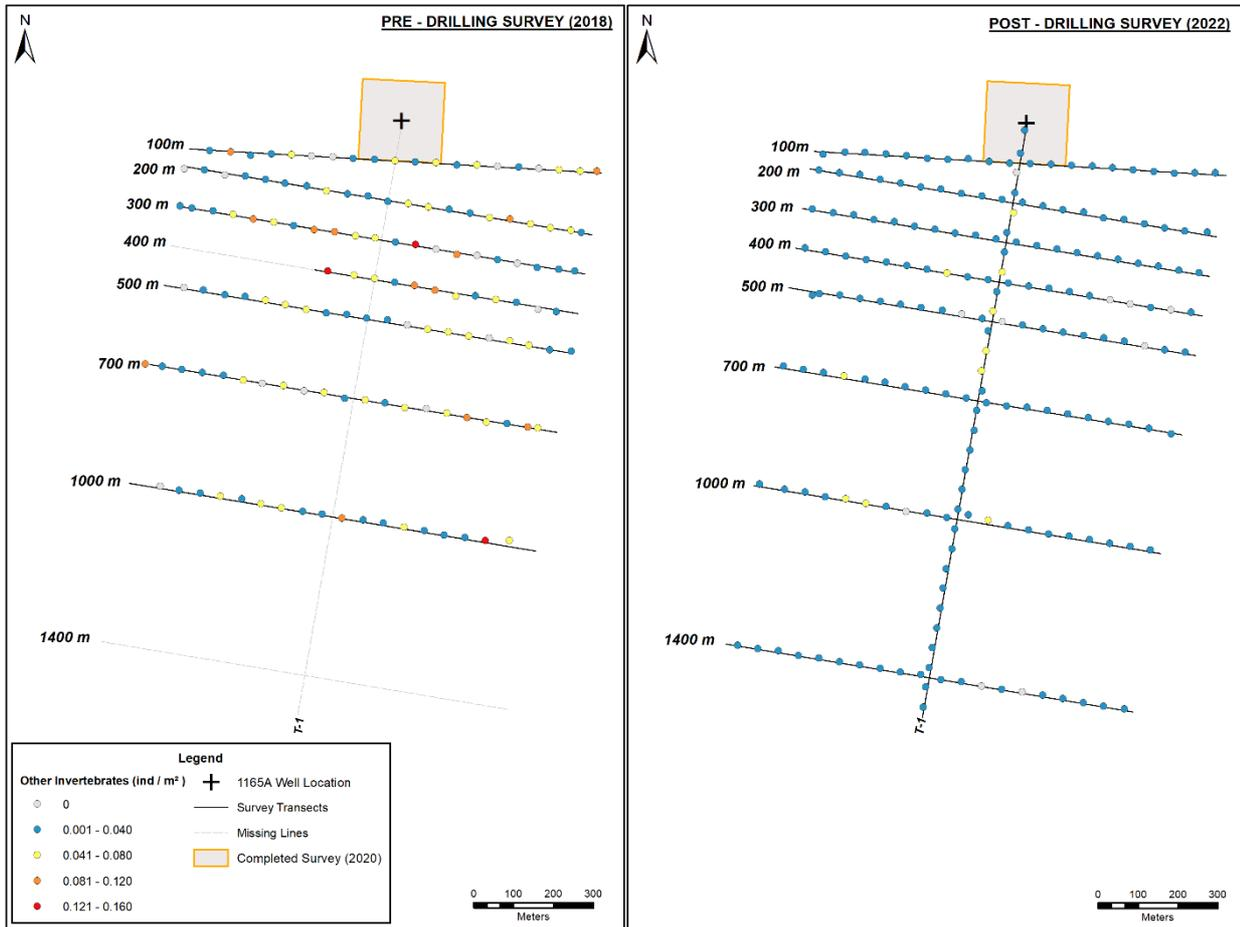 PRE - DRILLING SURVEY (2018)
N
100m
200 m
300 m
400 m
500 m
700 m
1000 m
1400 m
T-1
Legend
Other Invertebrates (ind / m² )
0
0.001 - 0.040
0.041 - 0.080
0.081 - 0.120
0.121 - 0.160
1165A Well Location
Survey Transects
Missing Lines
Completed Survey (2020)
0 100 200 300
Meters
POST - DRILLING SURVEY (2022)
N
100m
200 m
300 m
400 m
500 m
700 m
1000 m
1400 m
T-1
0 100 200 300
Meters